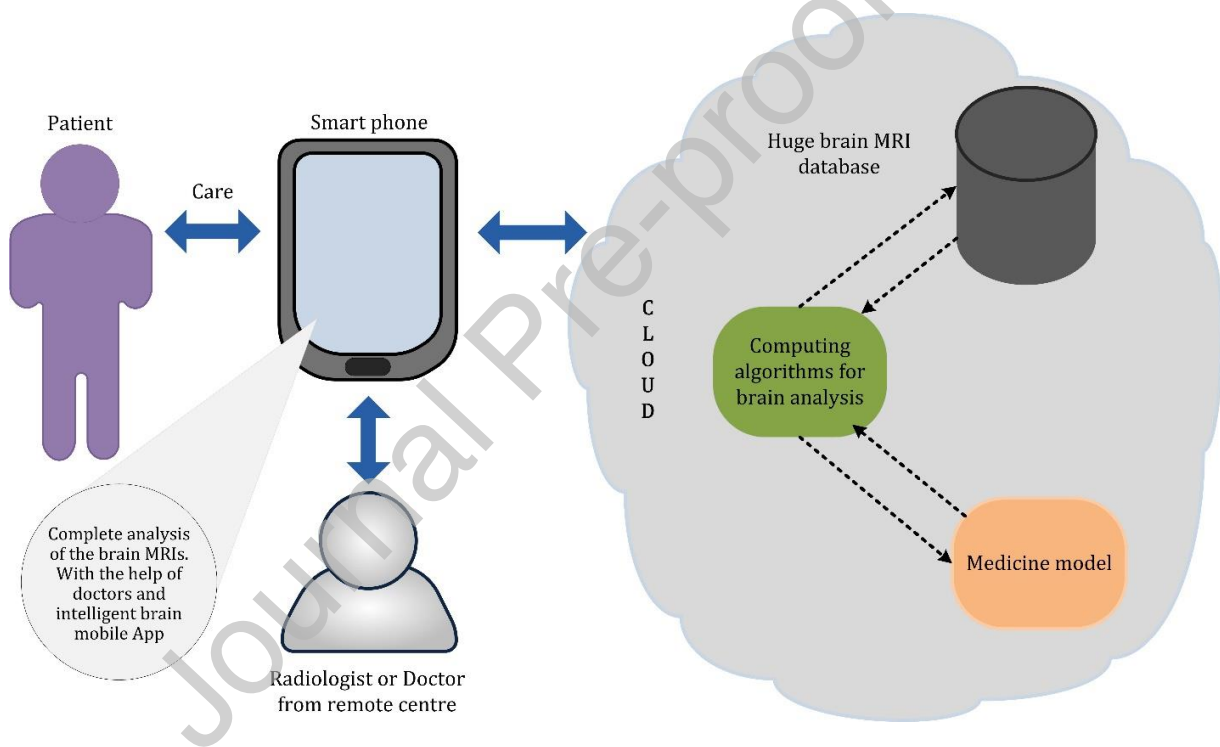 Patient
Smart phone
Care
Huge brain MRI
database
C
L
O
U
D
Computing
algorithms for
brain analysis
Medicine model
Complete analysis
of the brain MRIs.
With the help of
doctors and
intelligent brain
mobile App
Radiologist or Doctor
from remote centre
Journal Pre-proof